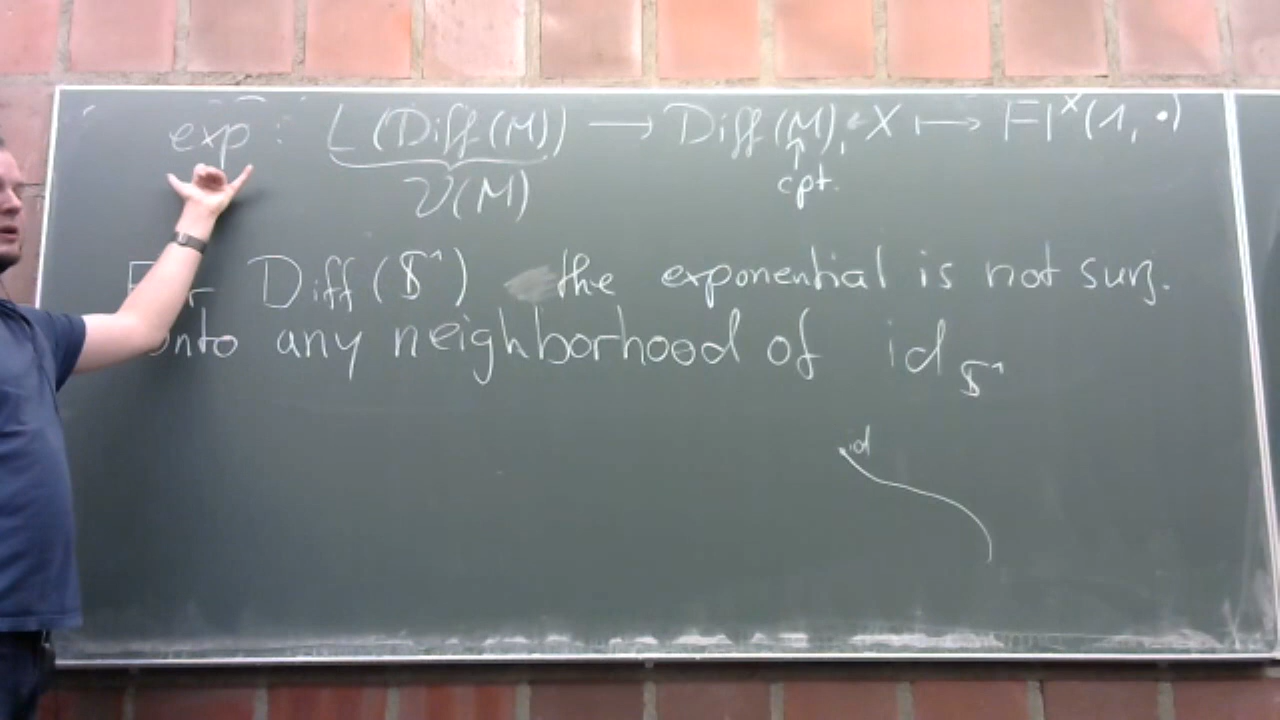 exp : L(Diff(M)) → Diff(M), X ↦ Fl^X(1, •)
𝒱(M) cpt.
For Diff(𝕊¹) the exponential is not surj.
onto any neighborhood of id_𝕊¹
id